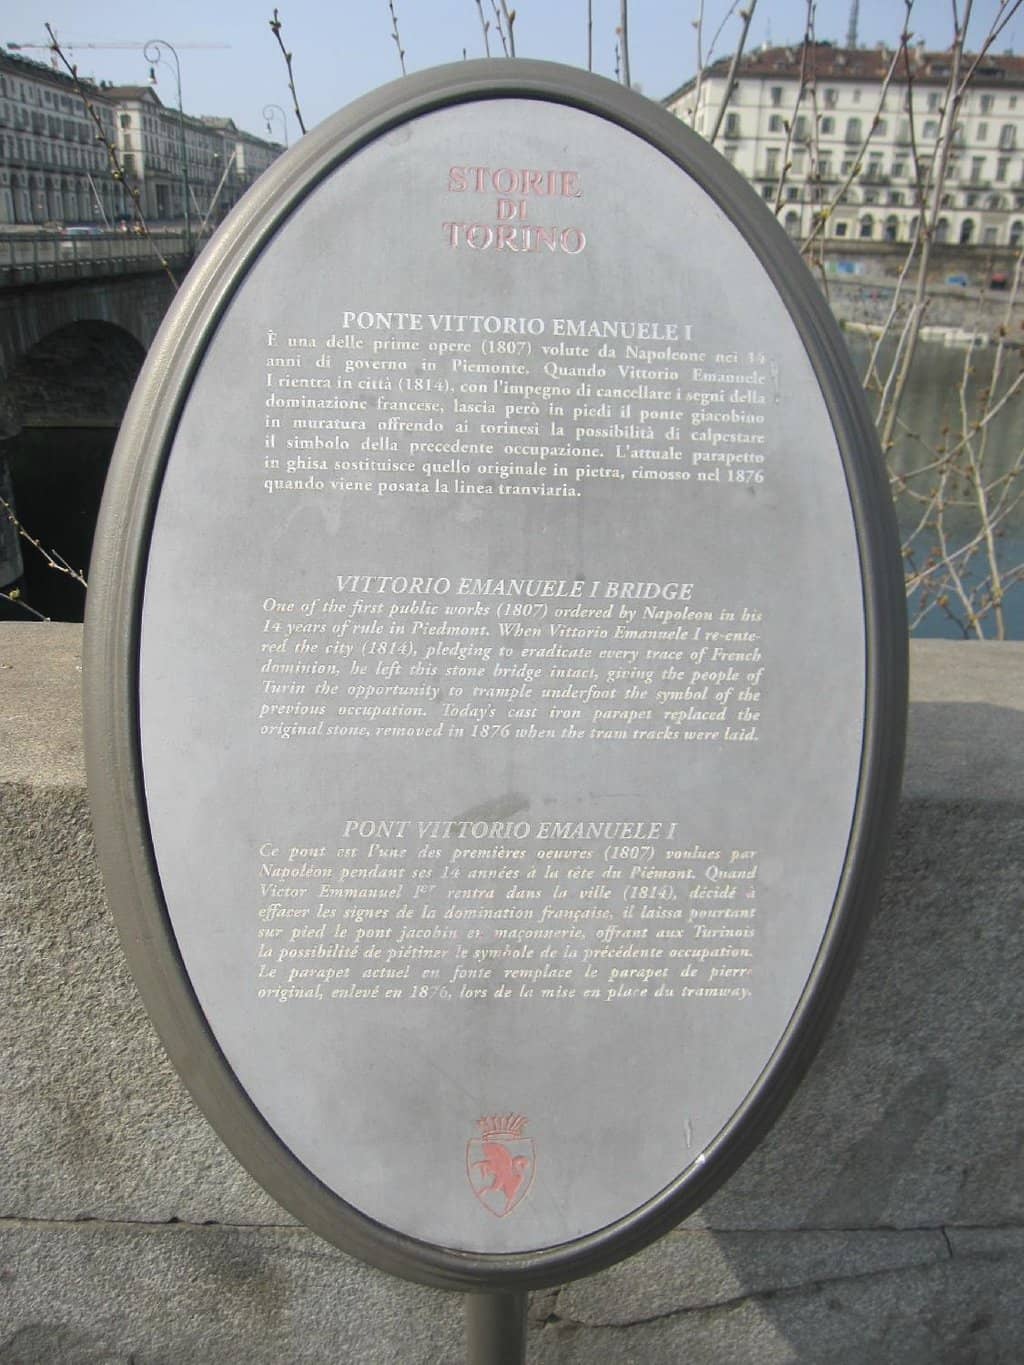 STORIE
DI
TORINO
PONTE VITTORIO EMANUELE I
È una delle prime opere (1807) volute da Napoleone nei 14
anni di governo in Piemonte. Quando Vittorio Emanuele
I rientra in città (1814), con l'impegno di cancellare i segni della
dominazione francese, lascia però in piedi il ponte giacobino
in muratura offrendo ai torinesi la possibilità di calpestare
il simbolo della precedente occupazione. L'attuale parapetto
in ghisa sostituisce quello originale in pietra, rimosso nel 1876
quando viene posata la linea tranviaria.
VITTORIO EMANUELE I BRIDGE
One of the first public works (1807) ordered by Napoleon in his
14 years of rule in Piedmont. When Vittorio Emanuele I re-ente-
red the city (1814), pledging to eradicate every trace of French
dominion, he left this stone bridge intact, giving the people of
Turin the opportunity to trample underfoot the symbol of the
previous occupation. Today's cast iron parapet replaced the
original stone, removed in 1876 when the tram tracks were laid.
PONT VITTORIO EMANUELE I
Ce pont est l'une des premières oeuvres (1807) voulues par
Napoléon pendant ses 14 années à la tête du Piémont. Quand
Victor Emmanuel Ier rentra dans la ville (1814), décidé à
effacer les signes de la domination française, il laissa pourtant
sur pied le pont jacobin en maçonnerie, offrant aux Turinois
la possibilité de piétiner le symbole de la précédente occupation.
Le parapet actuel en fonte remplace le parapet de pierre
original, enlevé en 1876, lors de la mise en place du tramway.